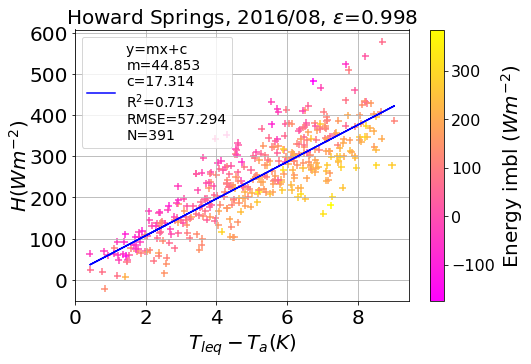 Howard Springs, 2016/08, ε=0.998
y=mx+c
m=44.853
c=17.314
R²=0.713
RMSE=57.294
N=391
600
500
400
300
200
100
0
H(Wm⁻²)
0 2 4 6 8
T_leq − T_a(K)
300
200
100
0
−100
Energy imbl (Wm⁻²)